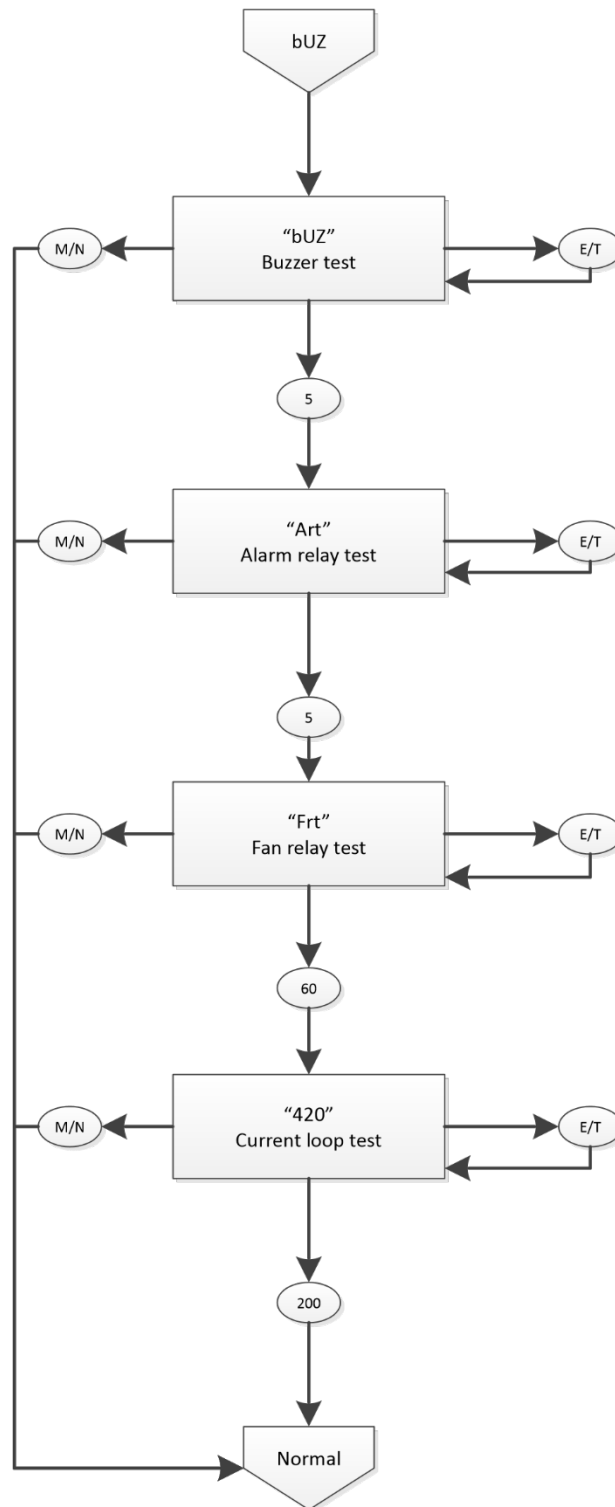 bUZ
M/N
“bUZ”
Buzzer test
E/T
5
M/N
“Art”
Alarm relay test
E/T
5
M/N
“Frt”
Fan relay test
E/T
60
M/N
“420”
Current loop test
E/T
200
Normal